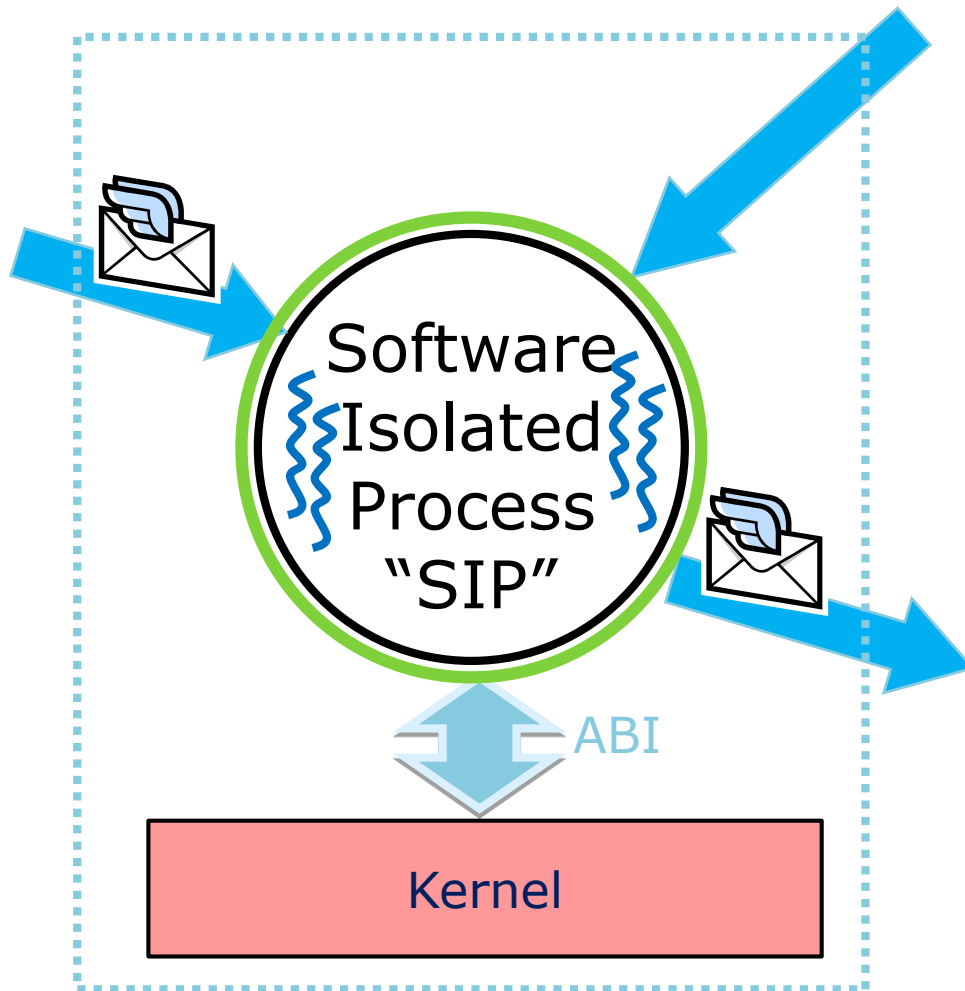 Software
Isolated
Process
“SIP”
ABI
Kernel